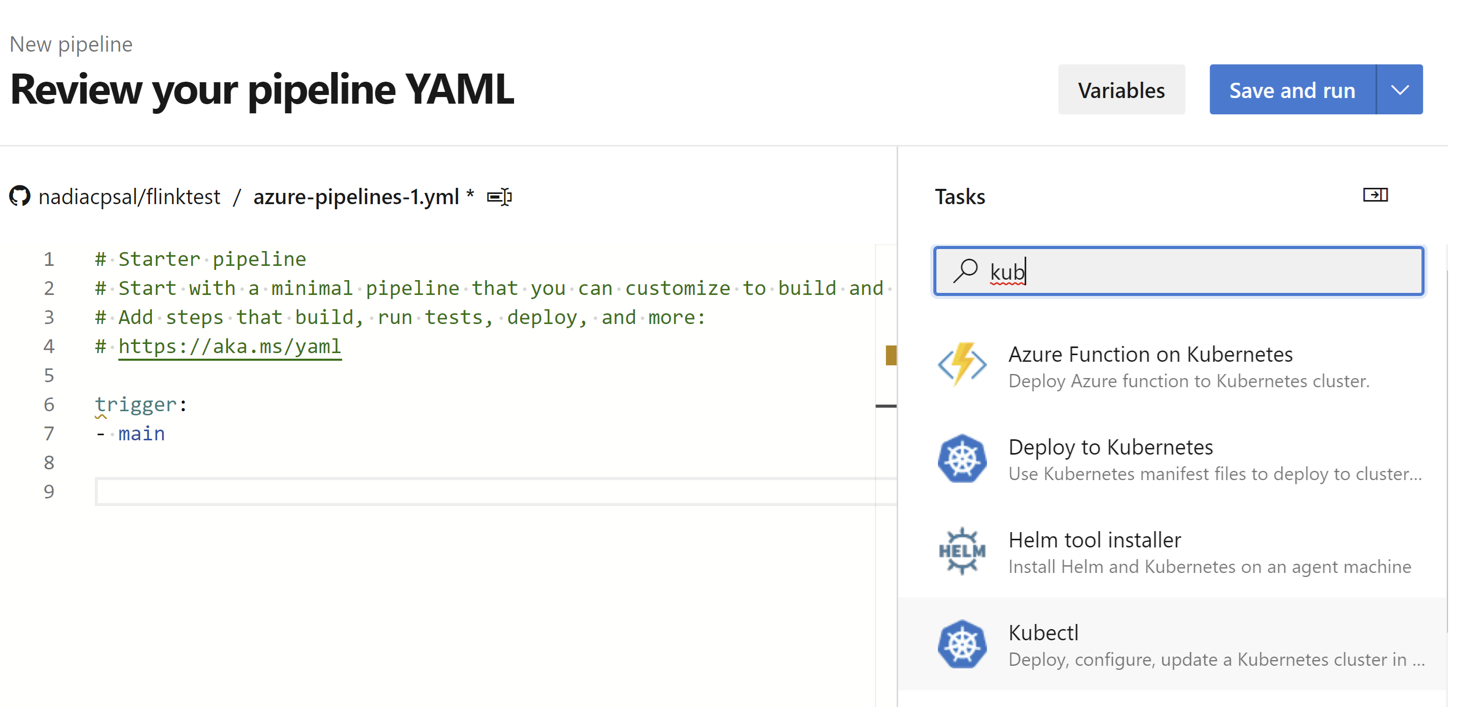 New pipeline
Review your pipeline YAML
Variables
Save and run
nadiacpsal/flinktest / azure-pipelines-1.yml *
Tasks
1 # Starter pipeline
2 # Start with a minimal pipeline that you can customize to build and
3 # Add steps that build, run tests, deploy, and more:
4 # https://aka.ms/yaml
5
6 trigger:
7 - main
8
9
kub
Azure Function on Kubernetes
Deploy Azure function to Kubernetes cluster.
Deploy to Kubernetes
Use Kubernetes manifest files to deploy to cluster...
HELM
Helm tool installer
Install Helm and Kubernetes on an agent machine
Kubectl
Deploy, configure, update a Kubernetes cluster in ...